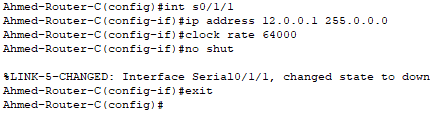 Ahmed-Router-C(config)#int s0/1/1
Ahmed-Router-C(config-if)#ip address 12.0.0.1 255.0.0.0
Ahmed-Router-C(config-if)#clock rate 64000
Ahmed-Router-C(config-if)#no shut
%LINK-5-CHANGED: Interface Serial0/1/1, changed state to down
Ahmed-Router-C(config-if)#exit
Ahmed-Router-C(config)#